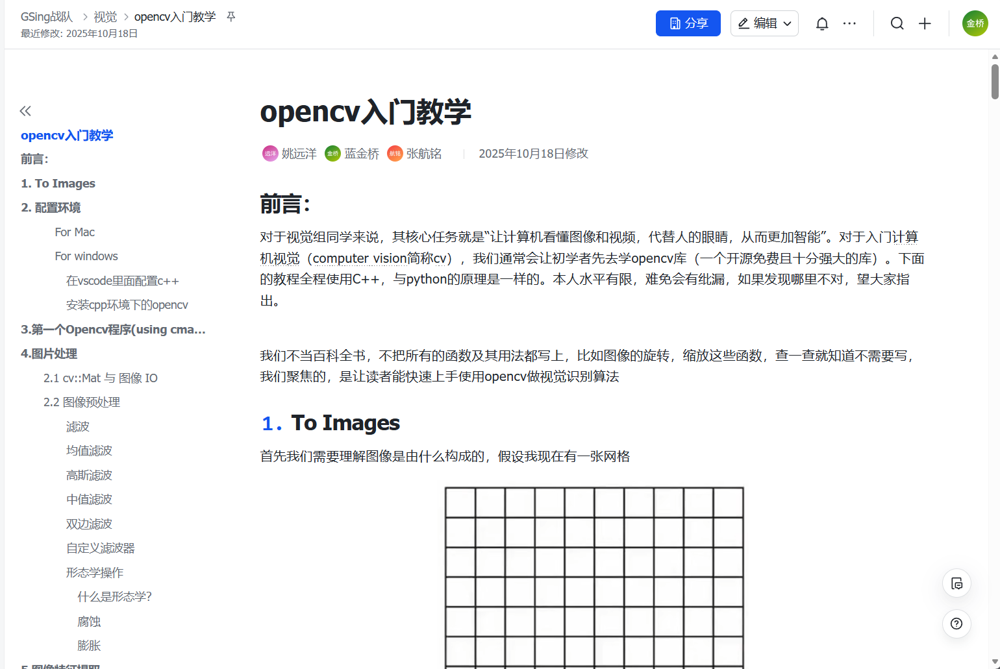 GSing战队 > 视觉 > opencv入门教学
最近修改: 2025年10月18日
分享
编辑
金桥
opencv入门教学
前言：
1. To Images
2. 配置环境
For Mac
For windows
在vscode里面配置c++
安装cpp环境下的opencv
3.第一个Opencv程序(using cma...
4.图片处理
2.1 cv::Mat 与 图像 IO
2.2 图像预处理
滤波
均值滤波
高斯滤波
中值滤波
双边滤波
自定义滤波器
形态学操作
什么是形态学？
腐蚀
膨胀
5.图像特征提取
opencv入门教学
远洋 姚远洋 金桥 蓝金桥 航铭 张航铭 2025年10月18日修改
前言：
对于视觉组同学来说，其核心任务就是“让计算机看懂图像和视频，代替人的眼睛，从而更加智能”。对于入门计算
机视觉（computer vision简称cv），我们通常会让初学者先去学opencv库（一个开源免费且十分强大的库）。下面
的教程全程使用C++，与python的原理是一样的。本人水平有限，难免会有纰漏，如果发现哪里不对，望大家指
出。
我们不当百科全书，不把所有的函数及其用法都写上，比如图像的旋转，缩放这些函数，查一查就知道不需要写，
我们聚焦的，是让读者能快速上手使用opencv做视觉识别算法
1. To Images
首先我们需要理解图像是由什么构成的，假设我现在有一张网格